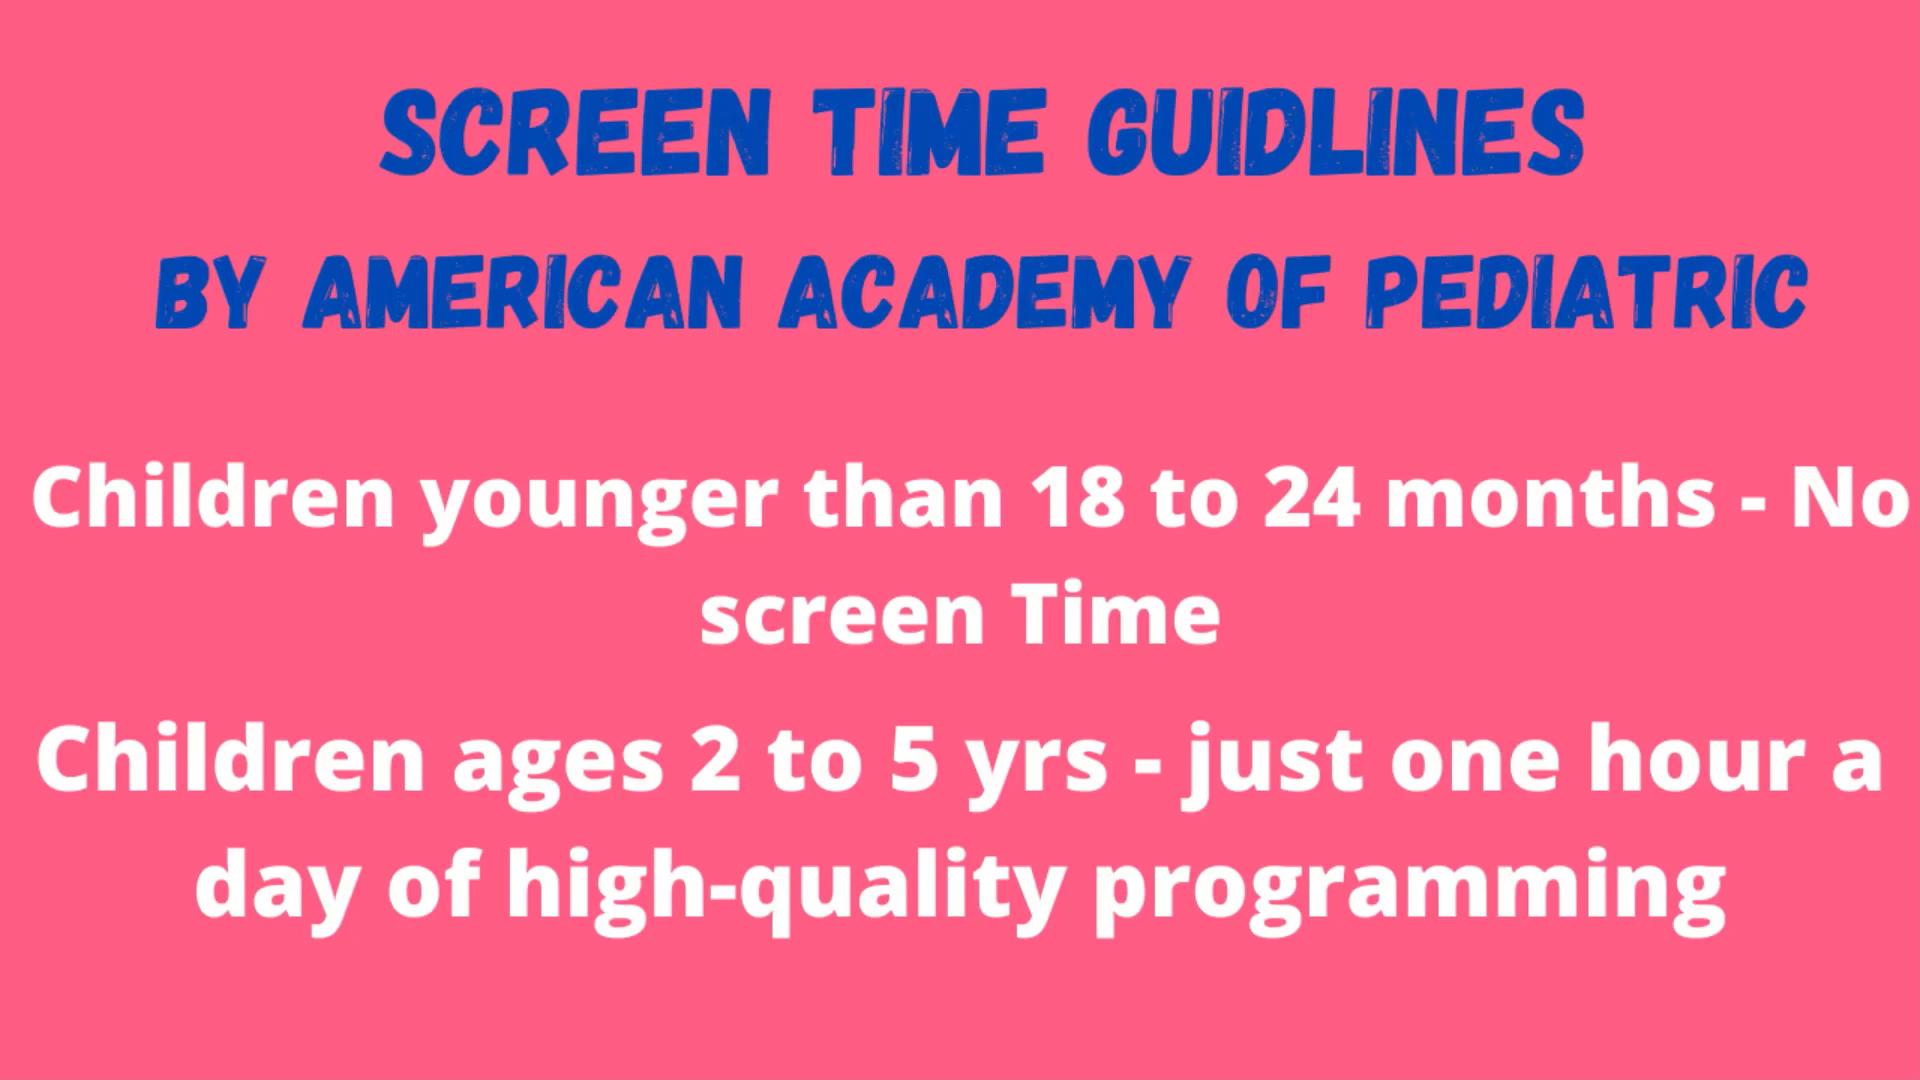 SCREEN TIME GUIDLINES
BY AMERICAN ACADEMY OF PEDIATRIC
Children younger than 18 to 24 months - No
screen Time
Children ages 2 to 5 yrs - just one hour a
day of high-quality programming